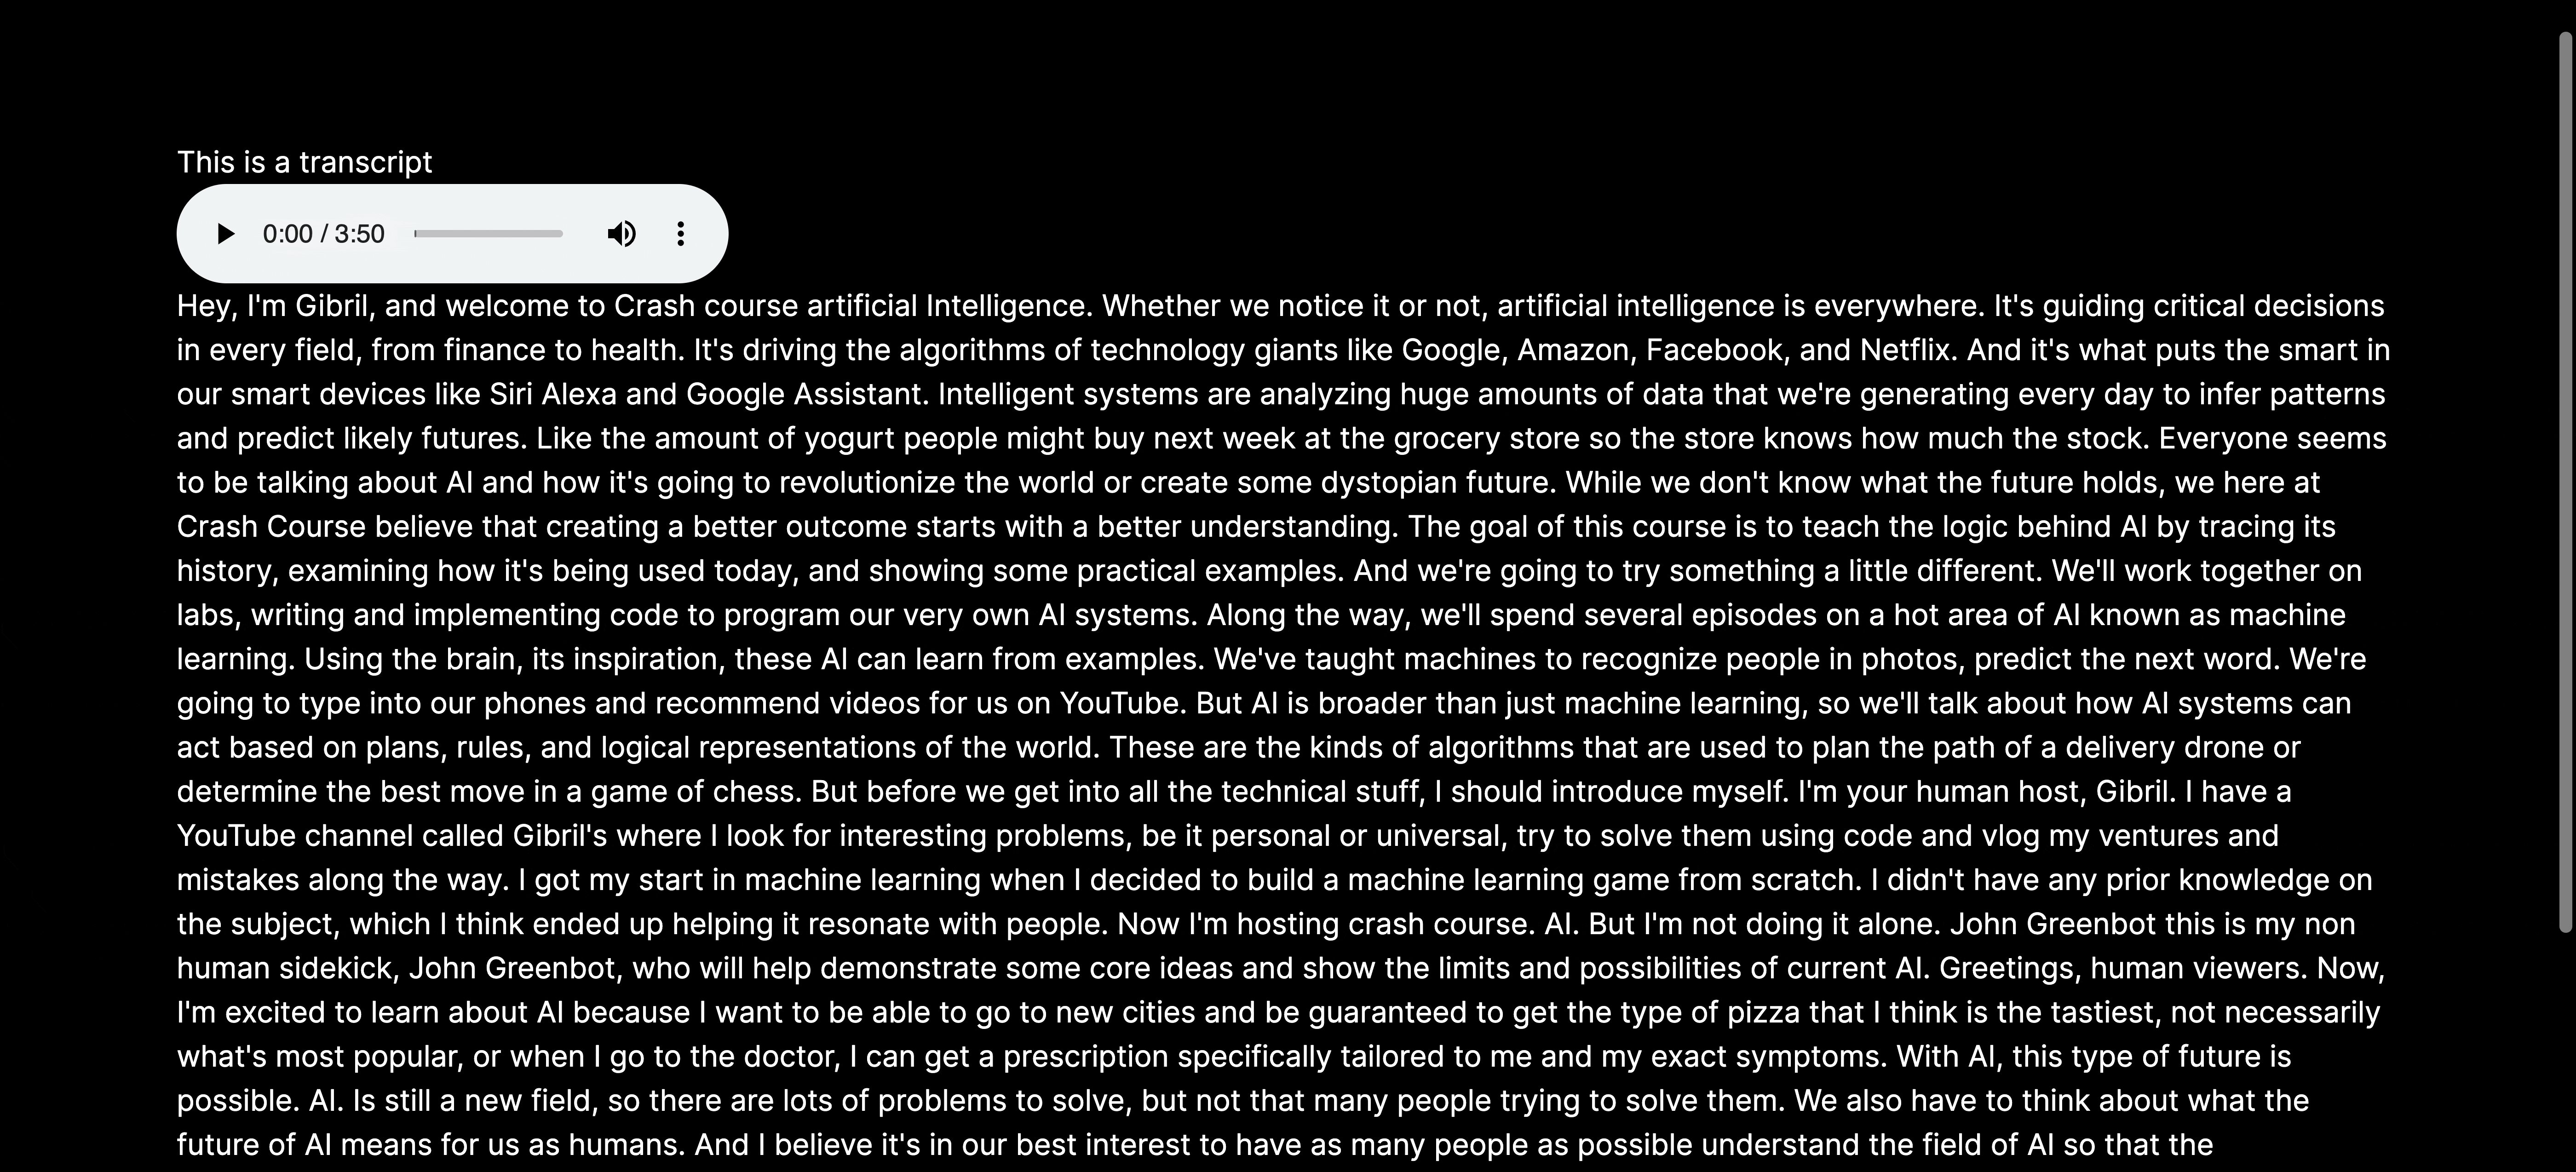 This is a transcript
0:00 / 3:50
Hey, I'm Gibril, and welcome to Crash course artificial Intelligence. Whether we notice it or not, artificial intelligence is everywhere. It's guiding critical decisions
in every field, from finance to health. It's driving the algorithms of technology giants like Google, Amazon, Facebook, and Netflix. And it's what puts the smart in
our smart devices like Siri Alexa and Google Assistant. Intelligent systems are analyzing huge amounts of data that we're generating every day to infer patterns
and predict likely futures. Like the amount of yogurt people might buy next week at the grocery store so the store knows how much the stock. Everyone seems
to be talking about AI and how it's going to revolutionize the world or create some dystopian future. While we don't know what the future holds, we here at
Crash Course believe that creating a better outcome starts with a better understanding. The goal of this course is to teach the logic behind AI by tracing its
history, examining how it's being used today, and showing some practical examples. And we're going to try something a little different. We'll work together on
labs, writing and implementing code to program our very own AI systems. Along the way, we'll spend several episodes on a hot area of AI known as machine
learning. Using the brain, its inspiration, these AI can learn from examples. We've taught machines to recognize people in photos, predict the next word. We're
going to type into our phones and recommend videos for us on YouTube. But AI is broader than just machine learning, so we'll talk about how AI systems can
act based on plans, rules, and logical representations of the world. These are the kinds of algorithms that are used to plan the path of a delivery drone or
determine the best move in a game of chess. But before we get into all the technical stuff, I should introduce myself. I'm your human host, Gibril. I have a
YouTube channel called Gibril's where I look for interesting problems, be it personal or universal, try to solve them using code and vlog my ventures and
mistakes along the way. I got my start in machine learning when I decided to build a machine learning game from scratch. I didn't have any prior knowledge on
the subject, which I think ended up helping it resonate with people. Now I'm hosting crash course. AI. But I'm not doing it alone. John Greenbot this is my non
human sidekick, John Greenbot, who will help demonstrate some core ideas and show the limits and possibilities of current AI. Greetings, human viewers. Now,
I'm excited to learn about AI because I want to be able to go to new cities and be guaranteed to get the type of pizza that I think is the tastiest, not necessarily
what's most popular, or when I go to the doctor, I can get a prescription specifically tailored to me and my exact symptoms. With AI, this type of future is
possible. AI. Is still a new field, so there are lots of problems to solve, but not that many people trying to solve them. We also have to think about what the
future of AI means for us as humans. And I believe it's in our best interest to have as many people as possible understand the field of AI so that the